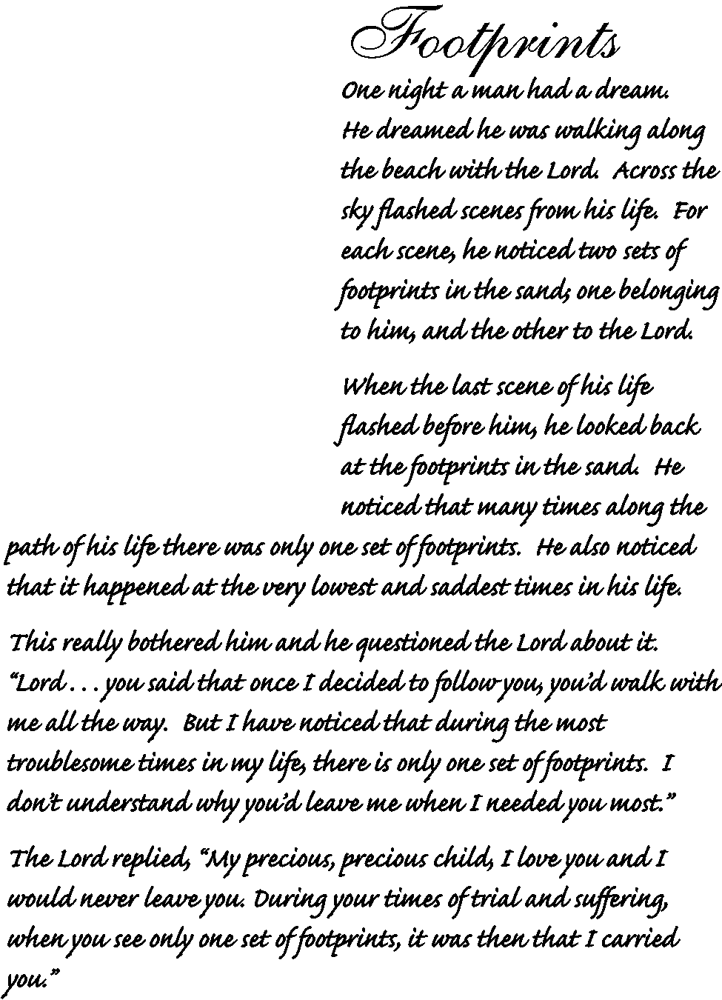 Footprints
One night a man had a dream.
He dreamed he was walking along
the beach with the Lord.  Across the
sky flashed scenes from his life.  For
each scene, he noticed two sets of
footprints in the sand; one belonging
to him, and the other to the Lord.
When the last scene of his life
flashed before him, he looked back
at the footprints in the sand.  He
noticed that many times along the
path of his life there was only one set of footprints.  He also noticed
that it happened at the very lowest and saddest times in his life.
This really bothered him and he questioned the Lord about it.
“Lord . . . you said that once I decided to follow you, you’d walk with
me all the way.  But I have noticed that during the most
troublesome times in my life, there is only one set of footprints.  I
don’t understand why you’d leave me when I needed you most.”
The Lord replied, “My precious, precious child, I love you and I
would never leave you. During your times of trial and suffering,
when you see only one set of footprints, it was then that I carried
you.”